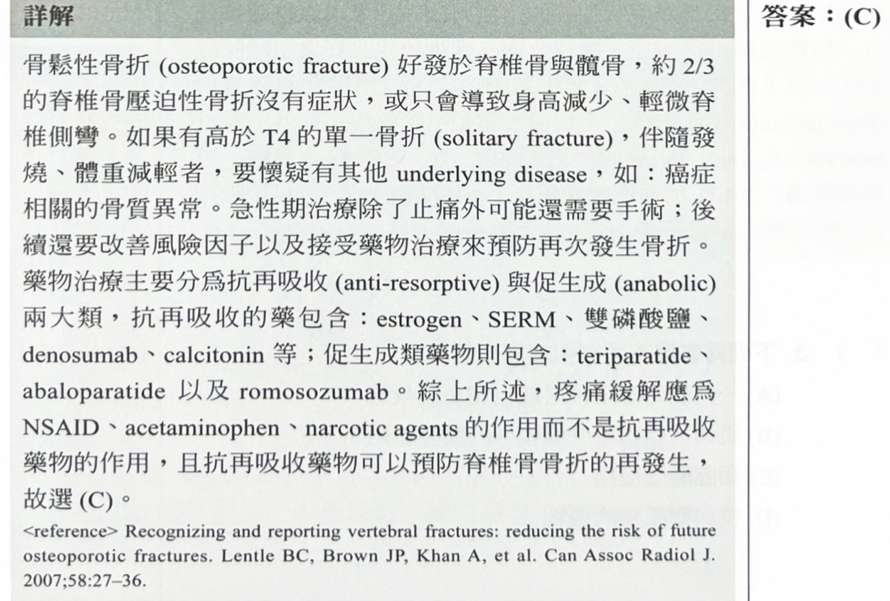 詳解
答案：(C)
骨鬆性骨折 (osteoporotic fracture) 好發於脊椎骨與髖骨，約 2/3
的脊椎骨壓迫性骨折沒有症狀，或只會導致身高減少、輕微脊
椎側彎。如果有高於 T4 的單一骨折 (solitary fracture)，伴隨發
燒、體重減輕者，要懷疑有其他 underlying disease，如：癌症
相關的骨質異常。急性期治療除了止痛外可能還需要手術；後
續還要改善風險因子以及接受藥物治療來預防再次發生骨折。
藥物治療主要分爲抗再吸收 (anti-resorptive) 與促生成 (anabolic)
兩大類，抗再吸收的藥包含：estrogen、SERM、雙磷酸鹽、
denosumab、calcitonin 等；促生成類藥物則包含：teriparatide、
abaloparatide 以及 romosozumab。綜上所述，疼痛緩解應爲
NSAID、acetaminophen、narcotic agents 的作用而不是抗再吸收
藥物的作用，且抗再吸收藥物可以預防脊椎骨骨折的再發生，
故選 (C)。
<reference> Recognizing and reporting vertebral fractures: reducing the risk of future
osteoporotic fractures. Lentle BC, Brown JP, Khan A, et al. Can Assoc Radiol J.
2007;58:27–36.